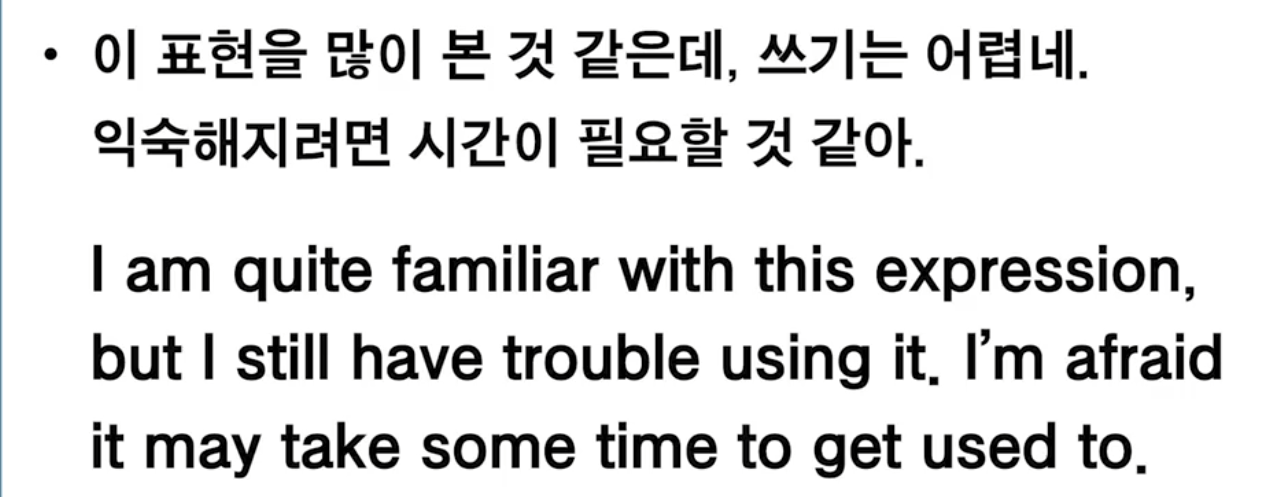 • 이 표현을 많이 본 것 같은데, 쓰기는 어렵네.
익숙해지려면 시간이 필요할 것 같아.
I am quite familiar with this expression,
but I still have trouble using it. I’m afraid
it may take some time to get used to.